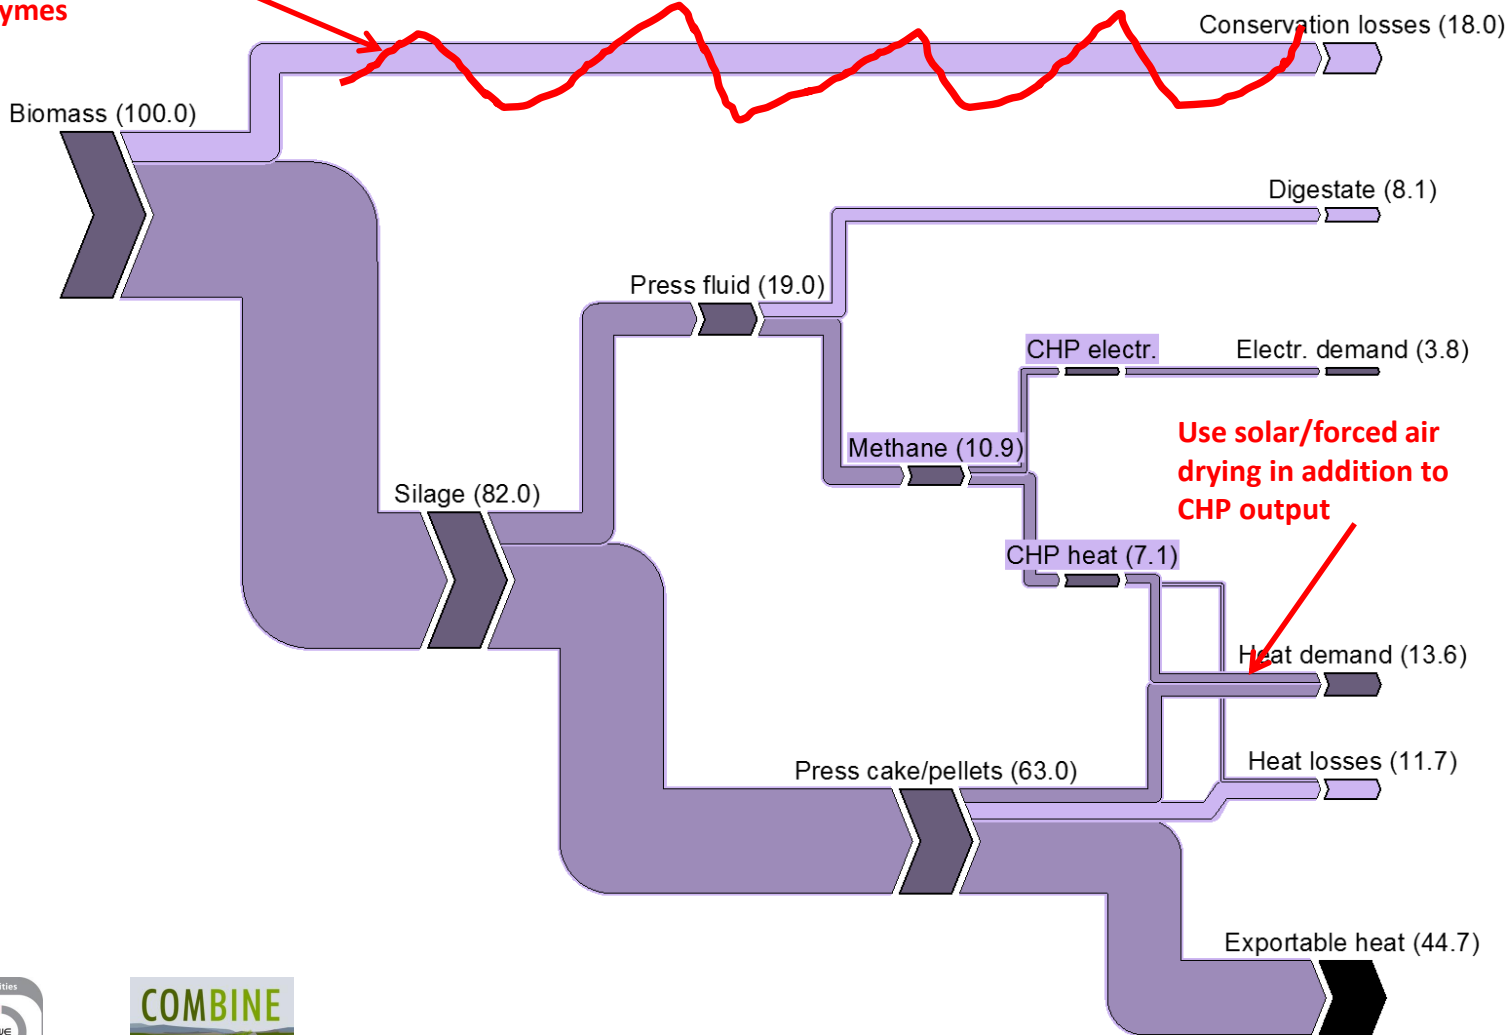 Conservation losses (18.0)
Biomass (100.0)
Digestate (8.1)
Press fluid (19.0)
CHP electr.
Electr. demand (3.8)
Use solar/forced air
drying in addition to
CHP output
Methane (10.9)
Silage (82.0)
CHP heat (7.1)
Heat demand (13.6)
Heat losses (11.7)
Press cake/pellets (63.0)
Exportable heat (44.7)
COMBINE